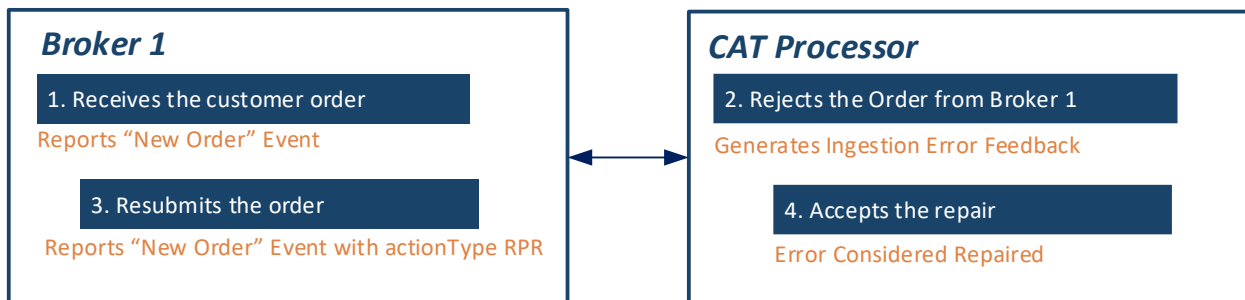 Broker 1
1. Receives the customer order
Reports “New Order” Event
3. Resubmits the order
Reports “New Order” Event with actionType RPR
CAT Processor
2. Rejects the Order from Broker 1
Generates Ingestion Error Feedback
4. Accepts the repair
Error Considered Repaired